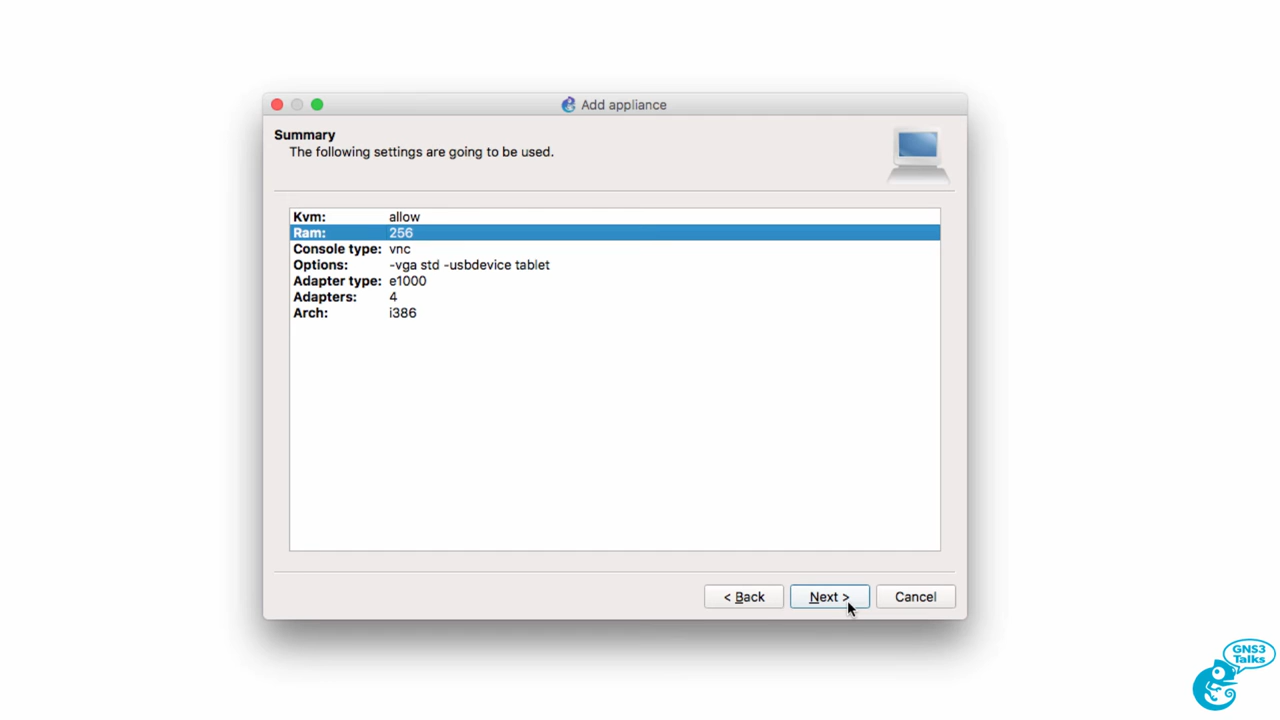 Add appliance
Summary
The following settings are going to be used.
Kvm: allow
Ram: 256
Console type: vnc
Options: -vga std -usbdevice tablet
Adapter type: e1000
Adapters: 4
Arch: i386
< Back Next > Cancel
GNS3
Talks